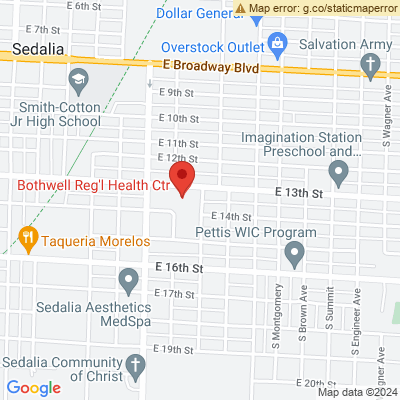 Map error: g.co/staticmaperror
E 6th St
Dollar General
E 7th St
Sedalia
Overstock Outlet
Salvation Army
E Broadway Blvd
E 9th St
Smith-Cotton
Jr High School
E 10th St
S Wagner Ave
E 11th St
Imagination Station
Preschool and...
E 12th St
Bothwell Reg'l Health Ctr
E 13th St
E 14th St
Pettis WIC Program
Taqueria Morelos
E 16th St
Sedalia Aesthetics
MedSpa
E 17th St
S Montgomery
S Brown Ave
S Summit
S Engineer Ave
E 19th St
Sedalia Community
of Christ
agner Ave
E 20th St
Google
Map data ©2024